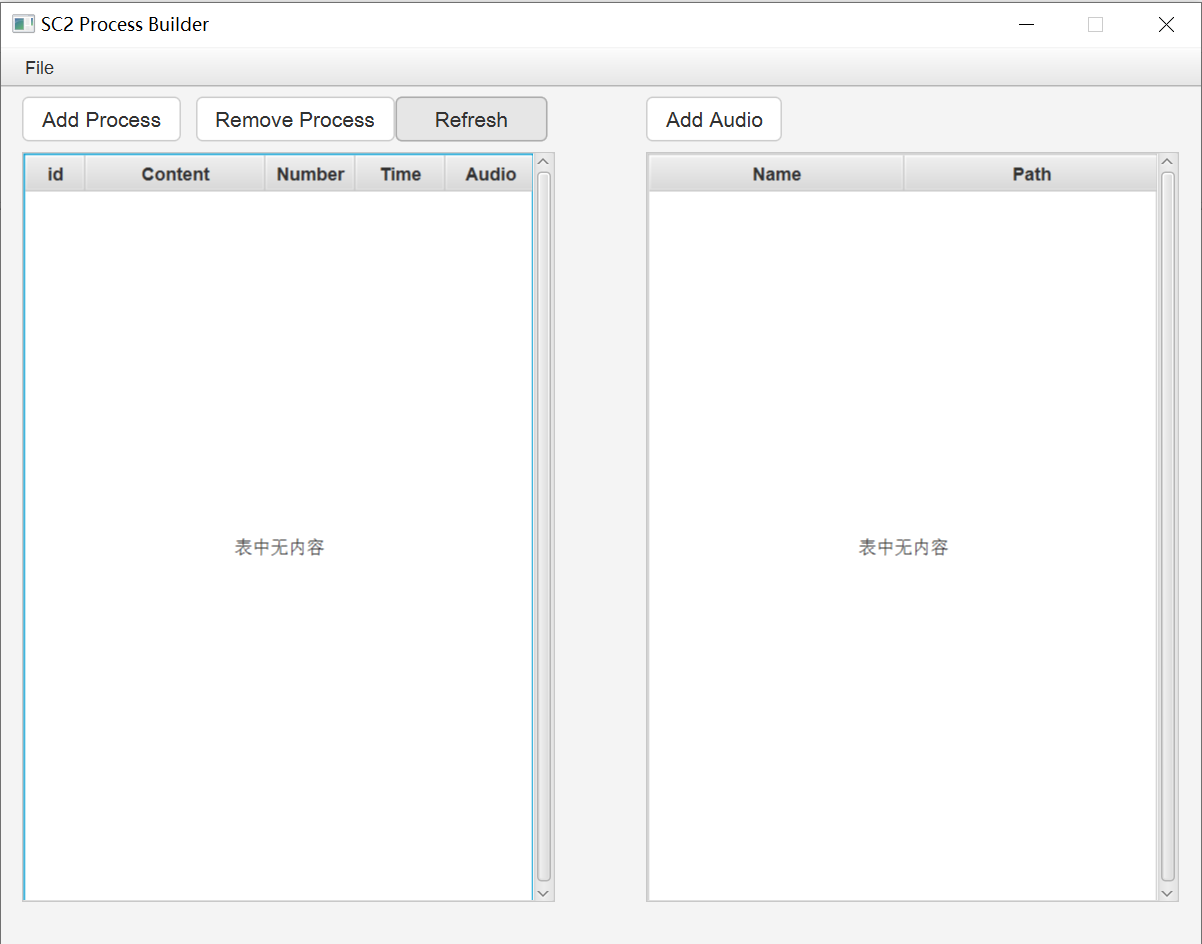 SC2 Process Builder
File
Add Process Remove Process Refresh Add Audio
id Content Number Time Audio Name Path
表中无内容 表中无内容